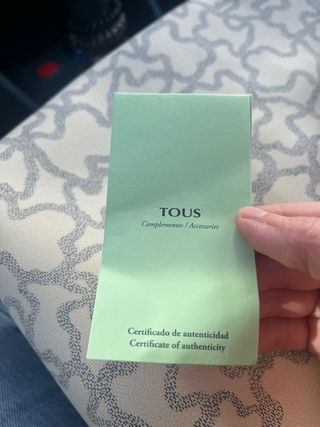 TOUS
Complementos / Accessories
Certificado de autenticidad
Certificate of authenticity